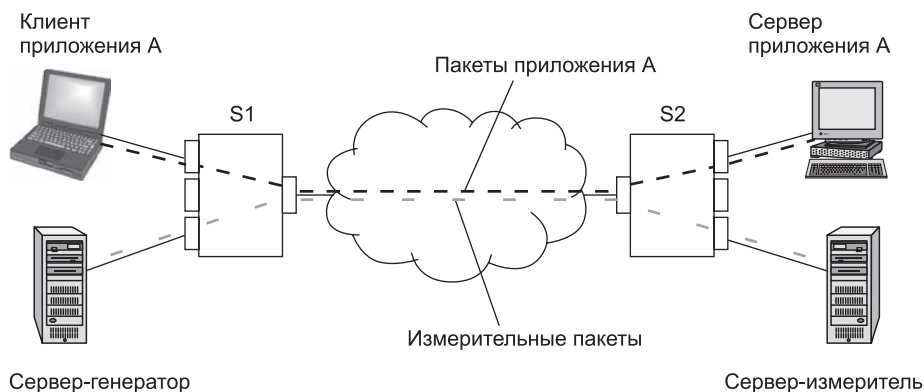 Клиент
приложения А
Сервер
приложения А
Пакеты приложения А
S1
S2
Измерительные пакеты
Сервер-генератор
Сервер-измеритель